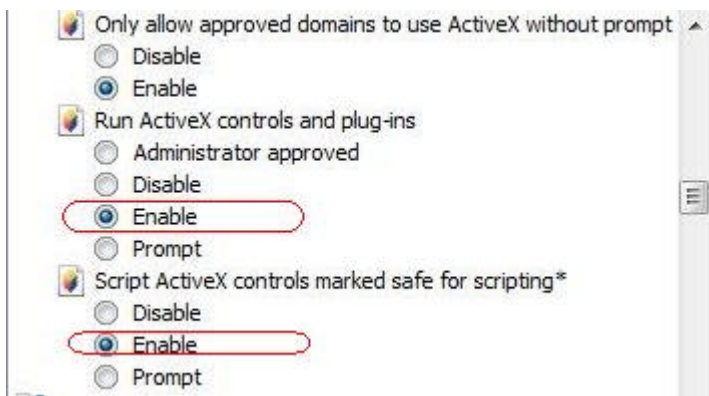 Only allow approved domains to use ActiveX without prompt
Disable
Enable
Run ActiveX controls and plug-ins
Administrator approved
Disable
Enable
Prompt
Script ActiveX controls marked safe for scripting*
Disable
Enable
Prompt